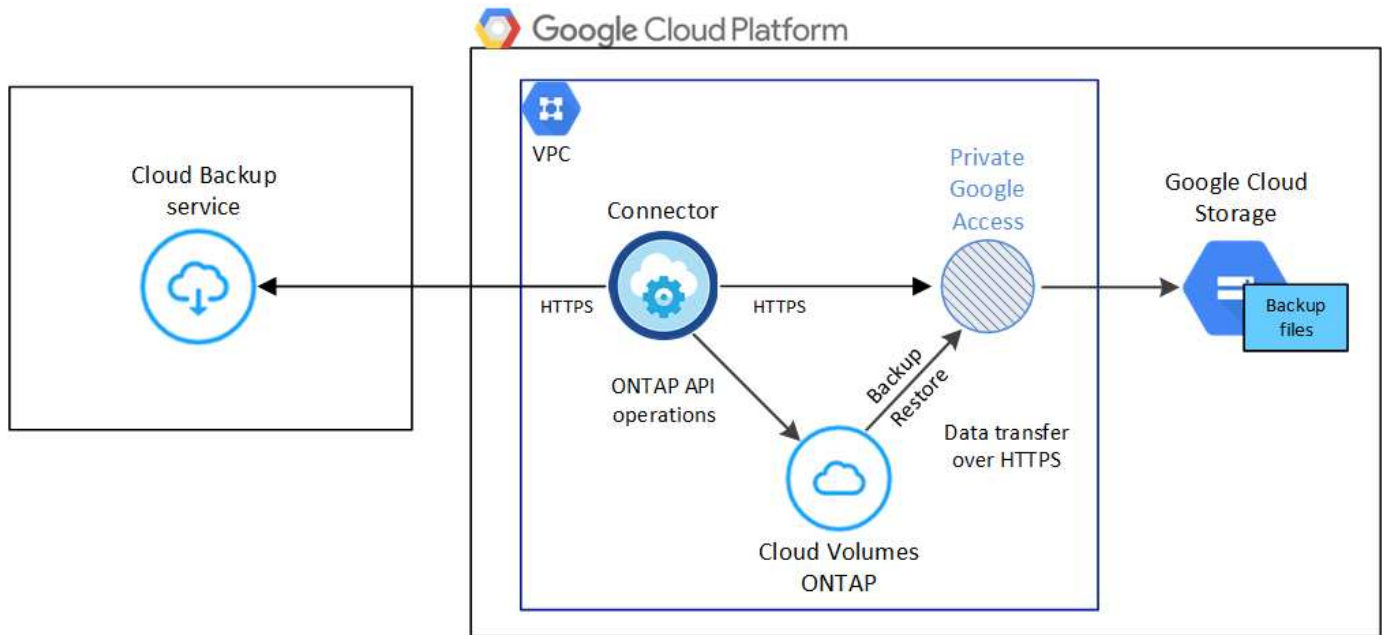 Google Cloud Platform
VPC
Cloud Backup
service
Connector
Private
Google
Access
Google Cloud
Storage
HTTPS
HTTPS
Backup
files
ONTAP API
operations
Backup
Restore
Data transfer
over HTTPS
Cloud Volumes
ONTAP